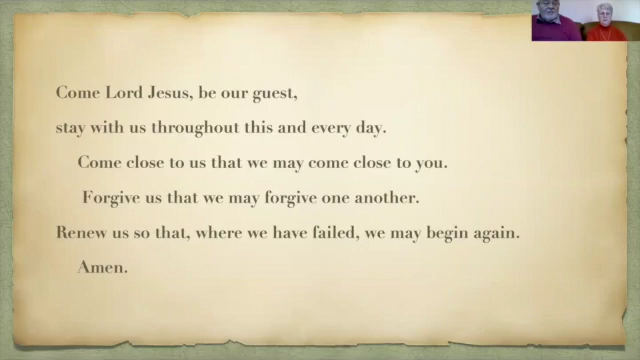 Come Lord Jesus, be our guest,
stay with us throughout this and every day.
Come close to us that we may come close to you.
Forgive us that we may forgive one another.
Renew us so that, where we have failed, we may begin again.
Amen.